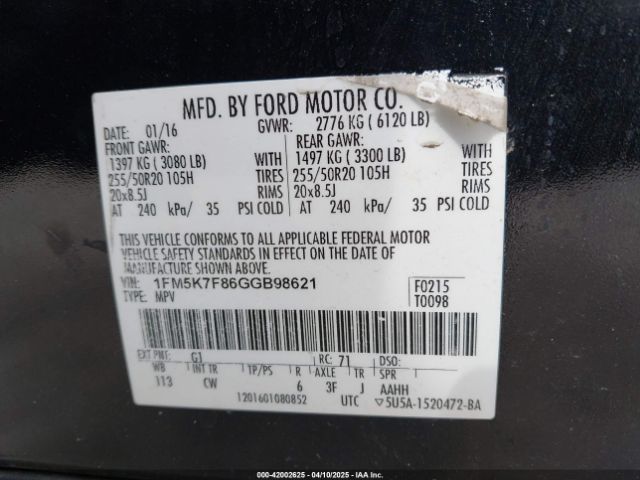 MFD. BY FORD MOTOR CO.
DATE: 01/16 GVWR: 2776 KG ( 6120 LB)
FRONT GAWR: REAR GAWR:
1397 KG ( 3080 LB) WITH 1497 KG ( 3300 LB) WITH
255/50R20 105H TIRES 255/50R20 105H TIRES
20x8.5J RIMS 20x8.5J RIMS
AT 240 kPa/ 35 PSI COLD AT 240 kPa/ 35 PSI COLD
THIS VEHICLE CONFORMS TO ALL APPLICABLE FEDERAL MOTOR
VEHICLE SAFETY STANDARDS IN EFFECT ON THE DATE OF
MANUFACTURE SHOWN ABOVE.
VIN: 1FM5K7F86GGB98621 F0215
TYPE: MPV T0098
EXT PNT: G1 RC: 71 DSO:
WB INT TR TP/PS R AXLE TR SPR
113 CW 6 3F J AAHH
1201601080852 UTC ▽5U5A-1520472-BA
000-42002625 - 04/10/2025 - IAA Inc.